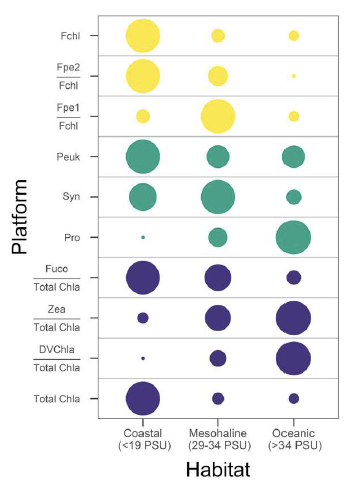 Fchl
Fpe2
Fchl
Fpe1
Fchl
Peuk
Syn
Pro
Fuco
Total Chla
Zea
Total Chla
DVChla
Total Chla
Total Chla
Platform
Coastal Mesohaline Oceanic
(<19 PSU) (29-34 PSU) (>34 PSU)
Habitat